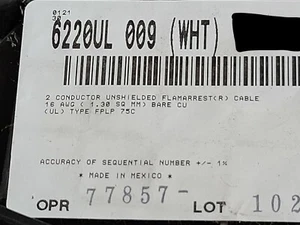 0121
30
6220UL 009 (WHT)
2 CONDUCTOR UNSHIELDED FLAMARREST(R) CABLE
16 AWG ( 1.30 SQ MM) BARE CU
(UL) TYPE FPLP 75C
ACCURACY OF SEQUENTIAL NUMBER +/- 1%
* MADE IN MEXICO *
OPR 77857- LOT 102